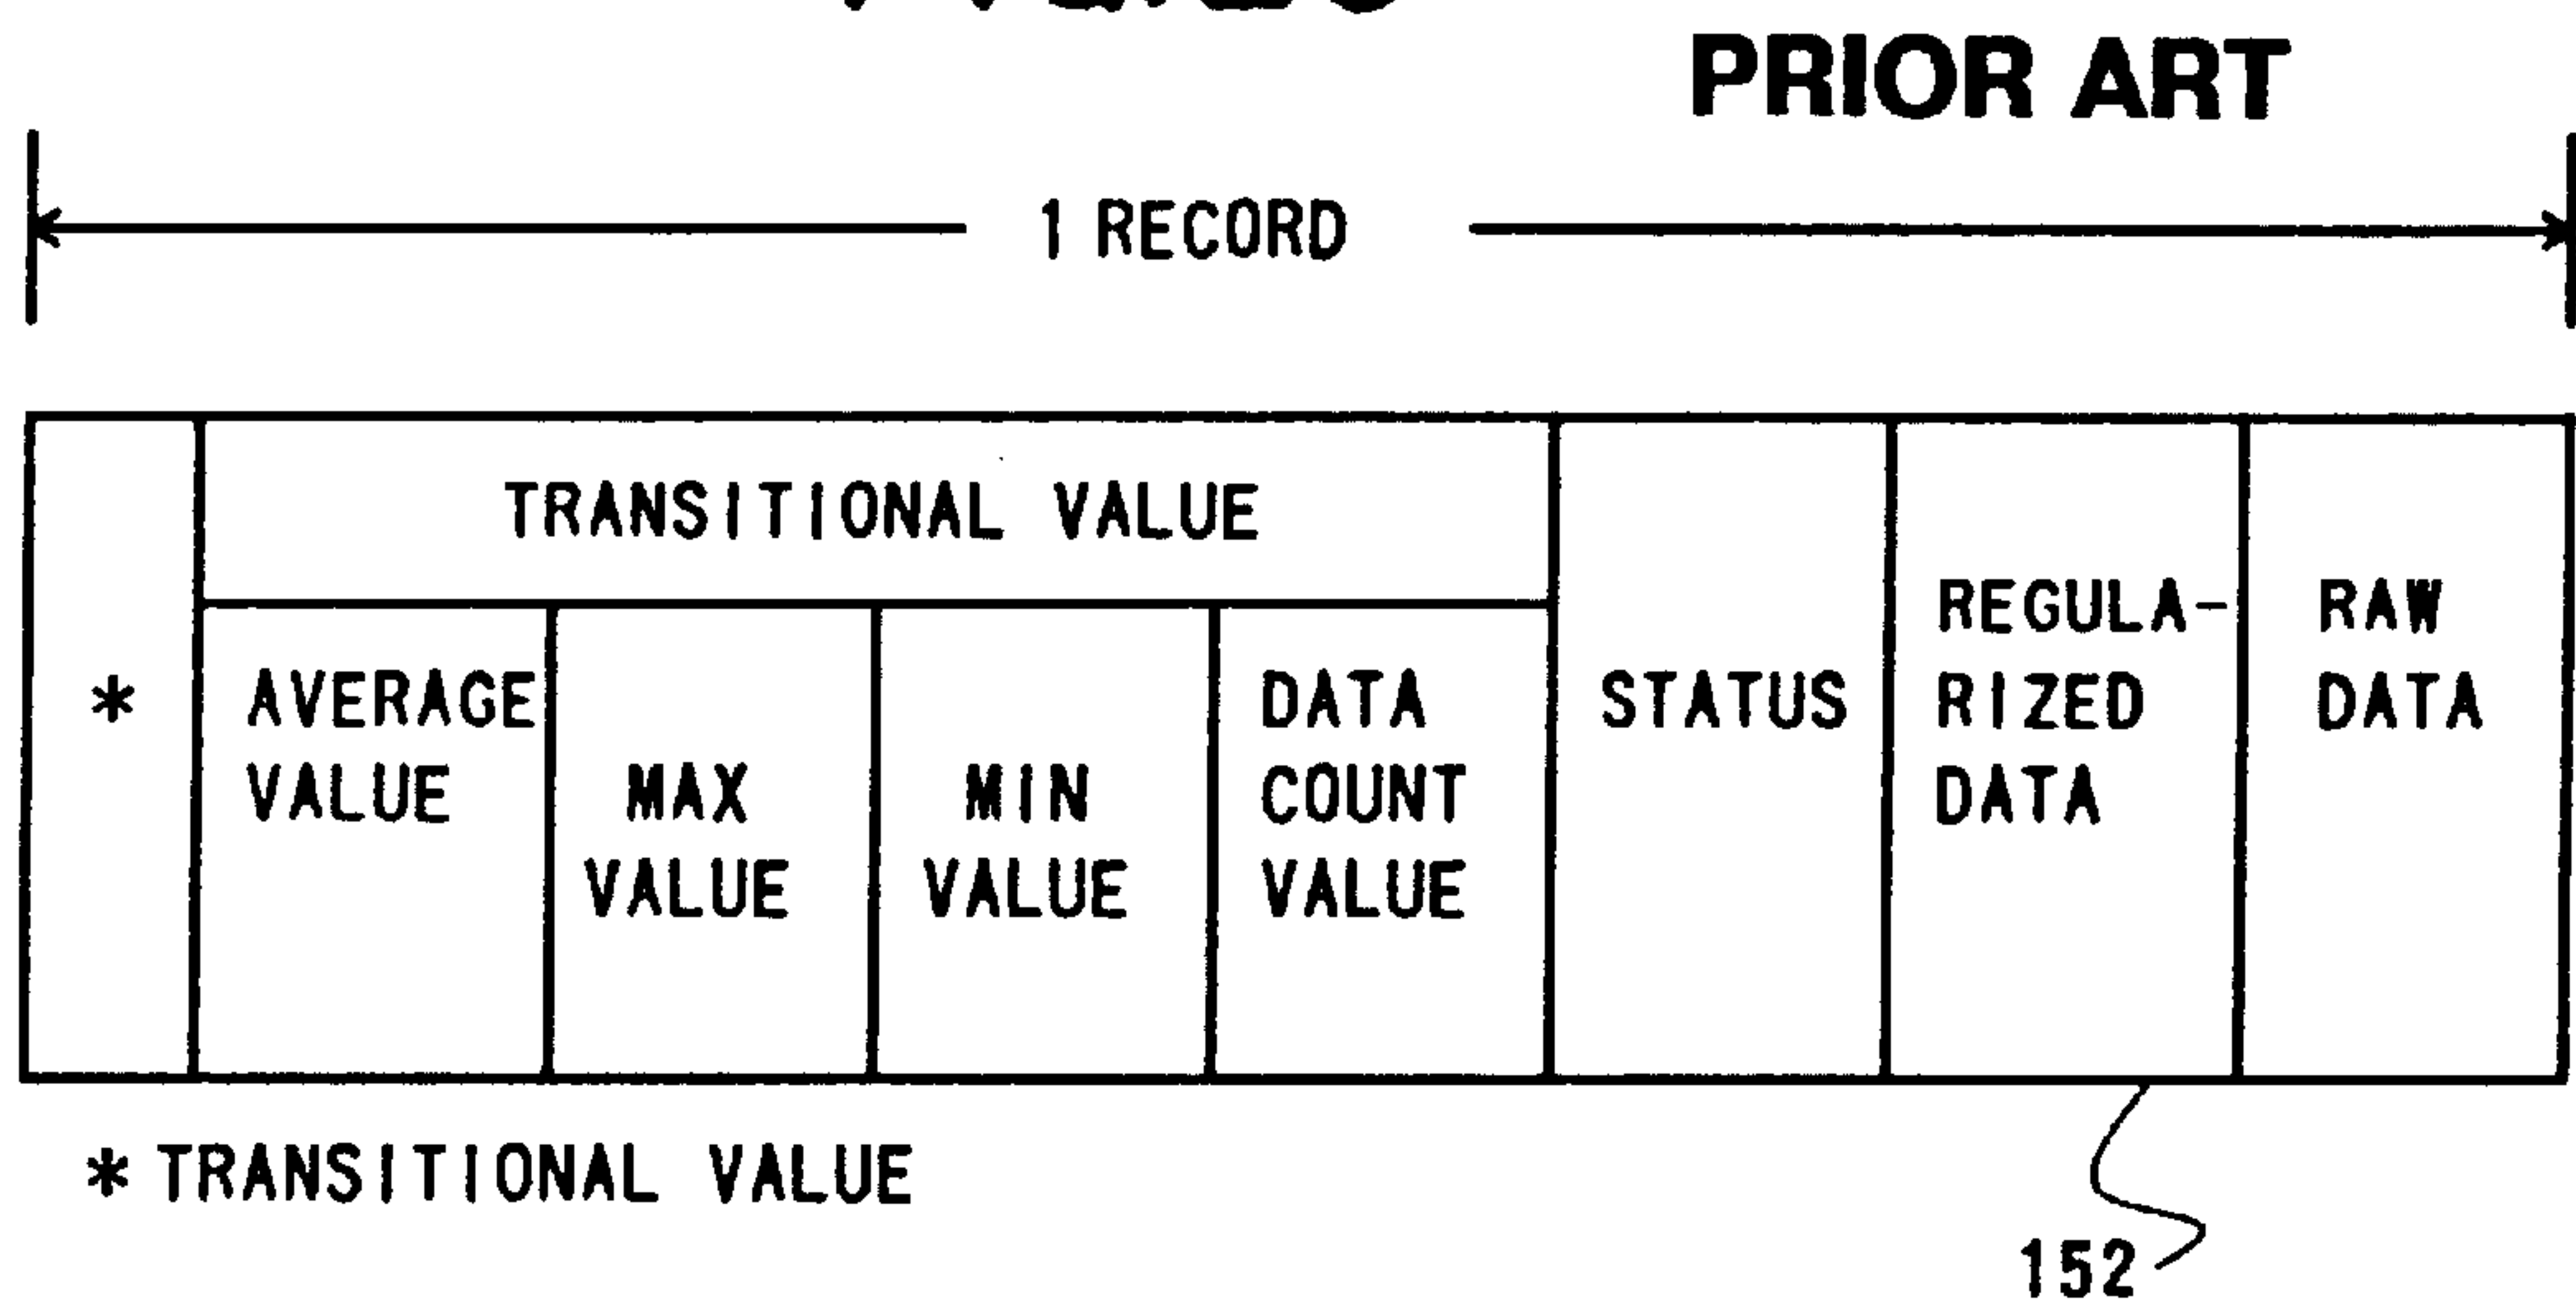 PRIOR ART
1 RECORD
TRANSITIONAL VALUE
*
AVERAGE
VALUE
MAX
VALUE
MIN
VALUE
DATA
COUNT
VALUE
STATUS
REGULA-
RIZED
DATA
RAW
DATA
* TRANSITIONAL VALUE
152